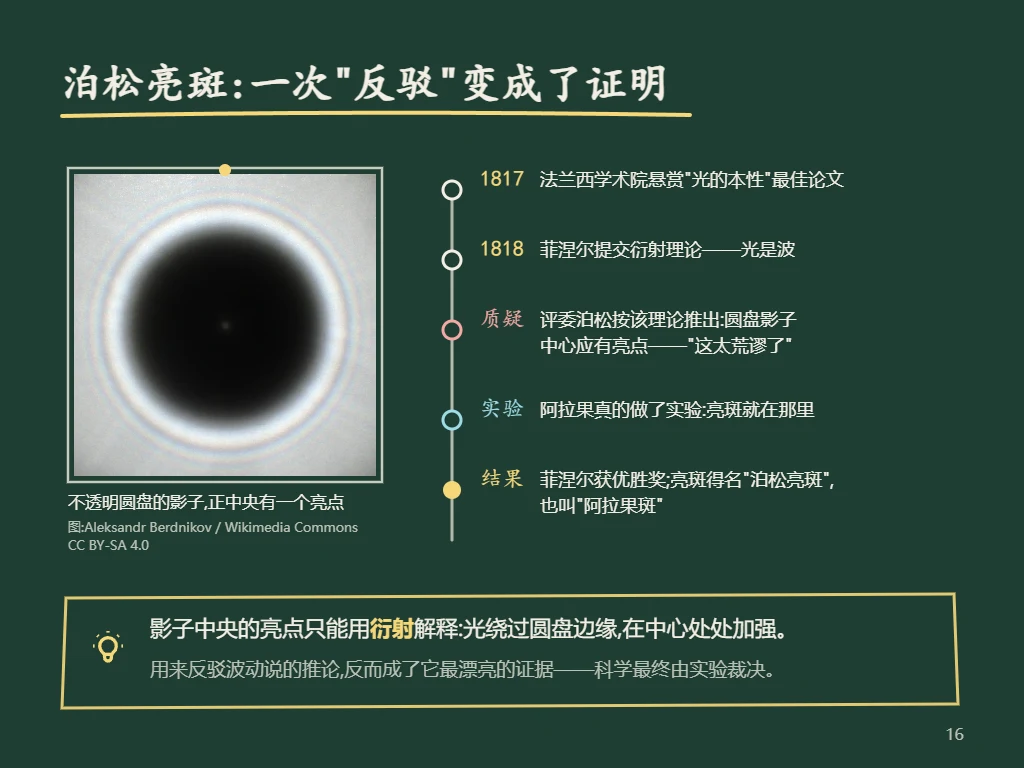 泊松亮斑:一次"反驳"变成了证明
1817 法兰西学术院悬赏"光的本性"最佳论文
1818 菲涅尔提交衍射理论——光是波
质疑 评委泊松按该理论推出:圆盘影子
中心应有亮点——"这太荒谬了"
实验 阿拉果真的做了实验:亮斑就在那里
结果 菲涅尔获优胜奖;亮斑得名"泊松亮斑",
也叫"阿拉果斑"
不透明圆盘的影子,正中央有一个亮点
图:Aleksandr Berdnikov / Wikimedia Commons
CC BY-SA 4.0
影子中央的亮点只能用衍射解释:光绕过圆盘边缘,在中心处处加强。
用来反驳波动说的推论,反而成了它最漂亮的证据——科学最终由实验裁决。
16